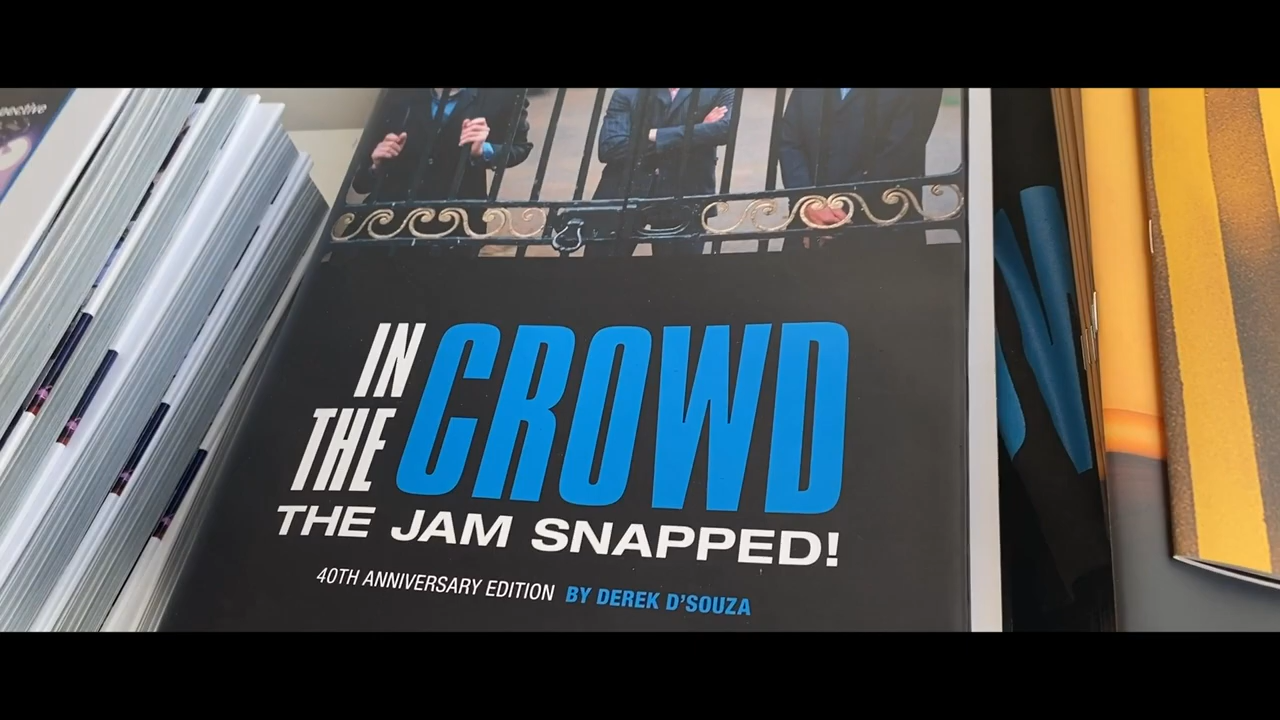 IN
THE CROWD
THE JAM SNAPPED!
40TH ANNIVERSARY EDITION BY DEREK D'SOUZA